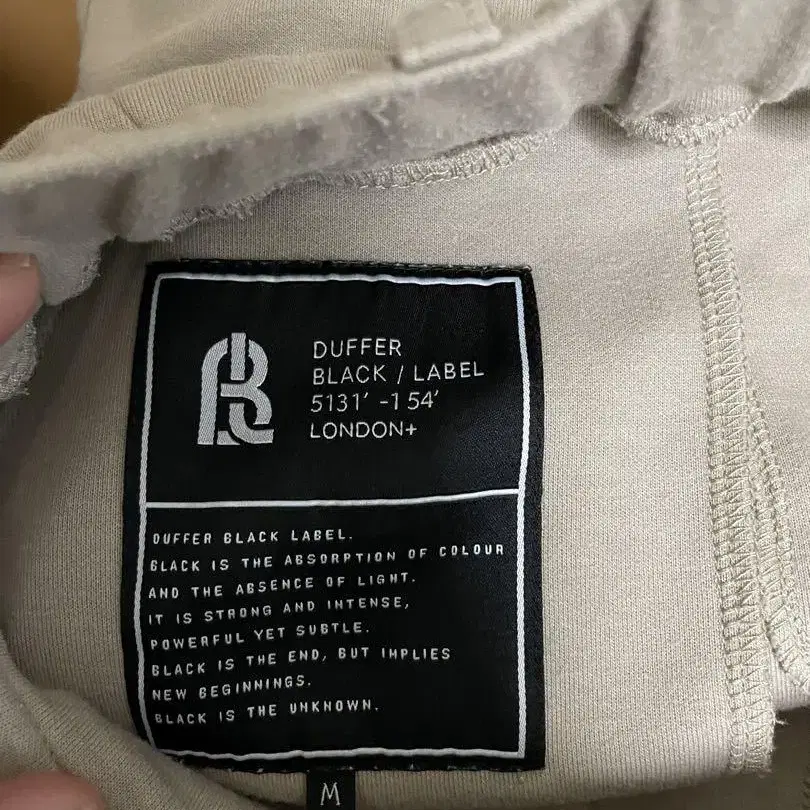 DUFFER
BLACK / LABEL
5131' -1 54'
LONDON+
DUFFER BLACK LABEL.
BLACK IS THE ABSORPTION OF COLOUR
AND THE ABSENCE OF LIGHT.
IT IS STRONG AND INTENSE,
POWERFUL YET SUBTLE.
BLACK IS THE END, BUT IMPLIES
NEW BEGINNINGS.
BLACK IS THE UNKNOWN.
M